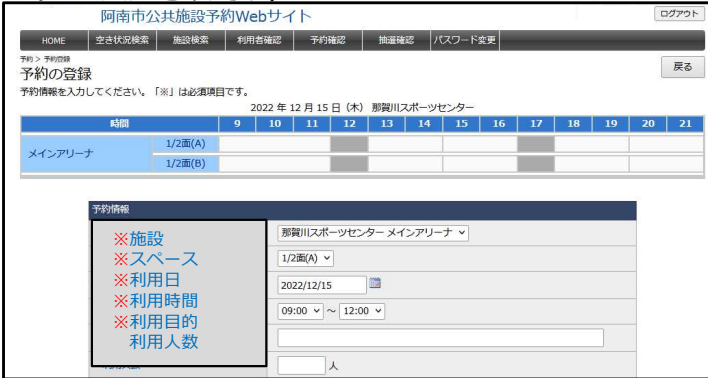 阿南市公共施設予約Webサイト
ログアウト
HOME 空き状況検索 施設検索 利用者確認 予約確認 抽選確認 パスワード変更
予約 > 予約登録
予約の登録
戻る
予約情報を入力してください。「※」は必須項目です。
2022 年 12 月 15 日（木） 那賀川スポーツセンター
時間 9 10 11 12 13 14 15 16 17 18 19 20 21
メインアリーナ
1/2面(A)
1/2面(B)
予約情報
※施設
那賀川スポーツセンター メインアリーナ
※スペース
1/2面(A)
※利用日
2022/12/15
※利用時間
09:00 ～ 12:00
※利用目的
利用人数
人